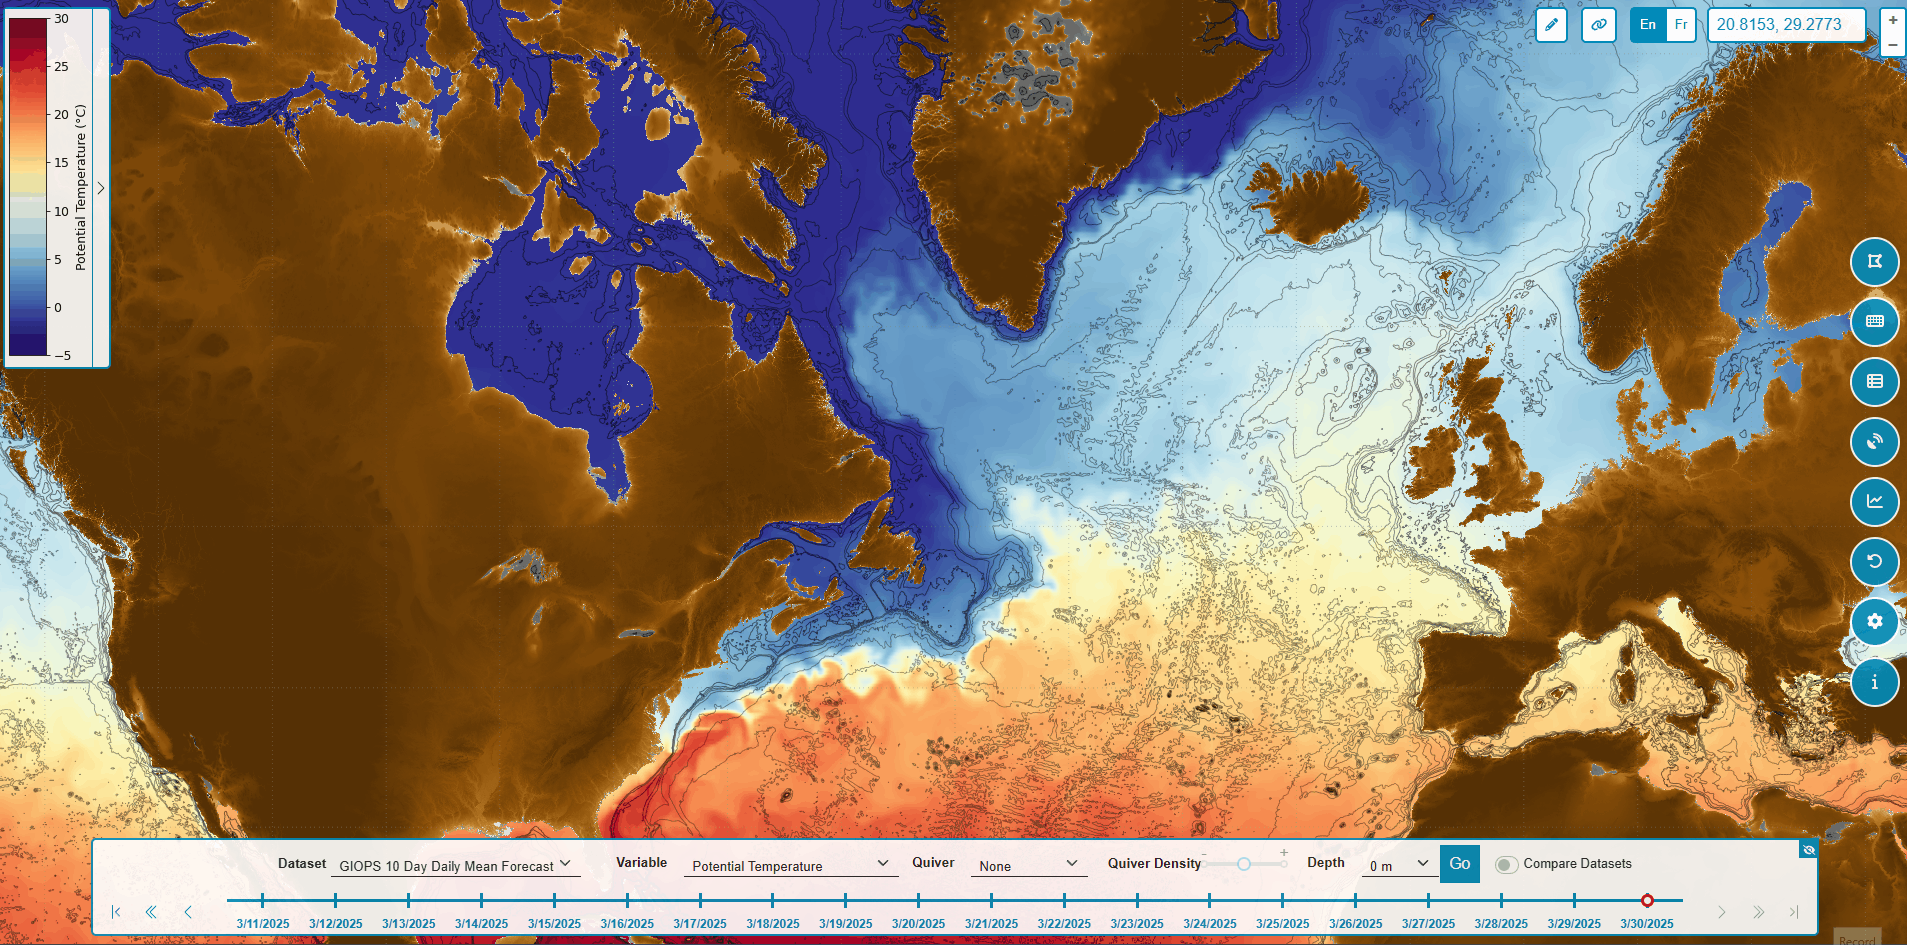 En
Fr
20.8153, 29.2773
+
−
30
25
20
15
10
5
0
−5
Potential Temperature (°C)
i
Dataset
GIOPS 10 Day Daily Mean Forecast
Variable
Potential Temperature
Quiver
None
Quiver Density
-
+
Depth
0 m
Go
Compare Datasets
3/11/2025
3/12/2025
3/13/2025
3/14/2025
3/15/2025
3/16/2025
3/17/2025
3/18/2025
3/19/2025
3/20/2025
3/21/2025
3/22/2025
3/23/2025
3/24/2025
3/25/2025
3/26/2025
3/27/2025
3/28/2025
3/29/2025
3/30/2025
Record